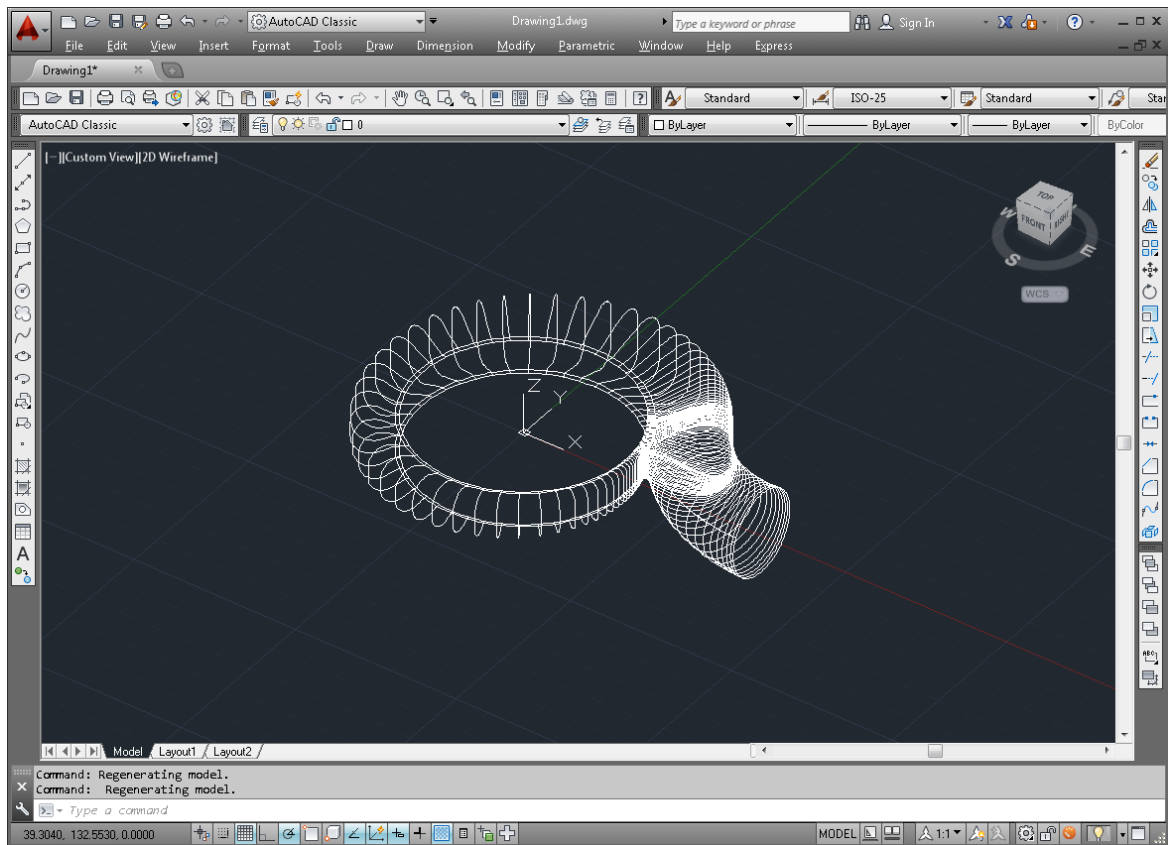 AutoCAD Classic Drawing1.dwg Type a keyword or phrase Sign In
File Edit View Insert Format Tools Draw Dimension Modify Parametric Window Help Express
Drawing1*
Standard ISO-25 Standard Star
AutoCAD Classic 0 ByLayer ByLayer ByLayer ByColor
[−][Custom View][2D Wireframe]
TOP
W FRONT RIGHT
S E
WCS
Z
Y
X
Model Layout1 Layout2
Command: Regenerating model.
Command:  Regenerating model.
Type a command
39.3040, 132.5530, 0.0000 MODEL 1:1